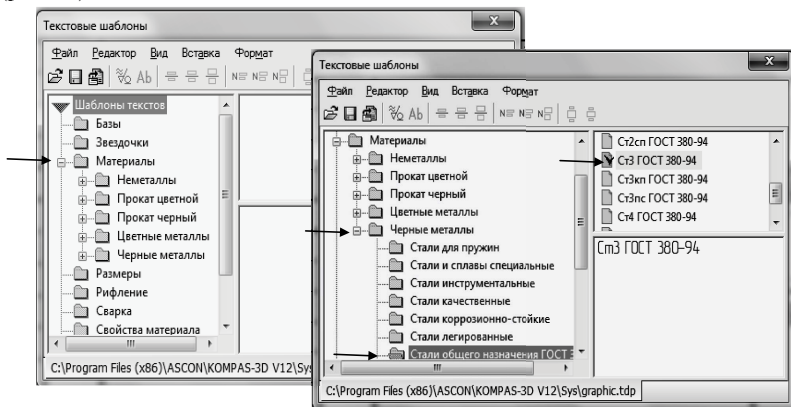 Текстовые шаблоны
Файл Редактор Вид Вставка Формат
Шаблоны текстов
Базы
Звездочки
Материалы
Неметаллы
Прокат цветной
Прокат черный
Цветные металлы
Черные металлы
Размеры
Рифление
Сварка
Свойства материала
C:\Program Files (x86)\ASCON\KOMPAS-3D V12\Sys
Текстовые шаблоны
Файл Редактор Вид Вставка Формат
Материалы
Неметаллы
Прокат цветной
Прокат черный
Цветные металлы
Черные металлы
Стали для пружин
Стали и сплавы специальные
Стали инструментальные
Стали качественные
Стали коррозионно-стойкие
Стали легированные
Стали общего назначения ГОСТ
Ст2сп ГОСТ 380-94
Ст3 ГОСТ 380-94
Ст3кп ГОСТ 380-94
Ст3пс ГОСТ 380-94
Ст4 ГОСТ 380-94
Ст3 ГОСТ 380-94
C:\Program Files (x86)\ASCON\KOMPAS-3D V12\Sys\graphic.tdp